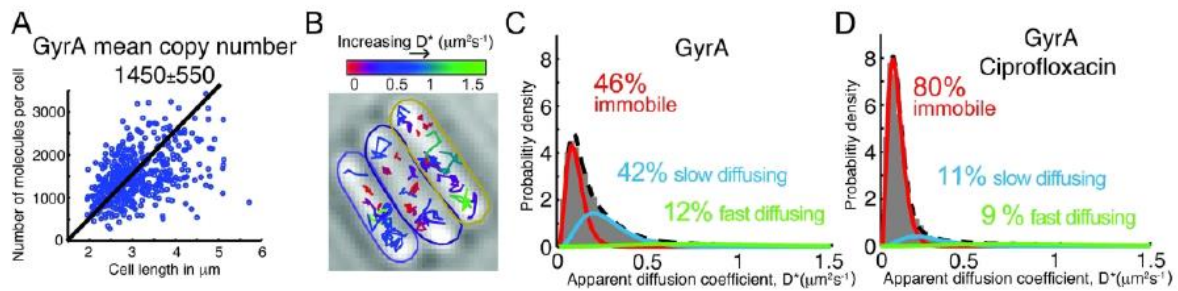 A
GyrA mean copy number
1450±550
Number of molecules per cell
3000
2000
1000
0
2
3
4
5
6
Cell length in μm
B
Increasing D* (μm²s⁻¹)
→
0
0.5
1
1.5
C
GyrA
46%
immobile
42% slow diffusing
12% fast diffusing
Probability density
8
6
4
2
0
0
0.5
1
1.5
Apparent diffusion coefficient, D*(μm²s⁻¹)
D
GyrA
Ciprofloxacin
80%
immobile
11% slow diffusing
9 % fast diffusing
Probability density
8
6
4
2
0
0
0.5
1
1.5
Apparent diffusion coefficient, D*(μm²s⁻¹)